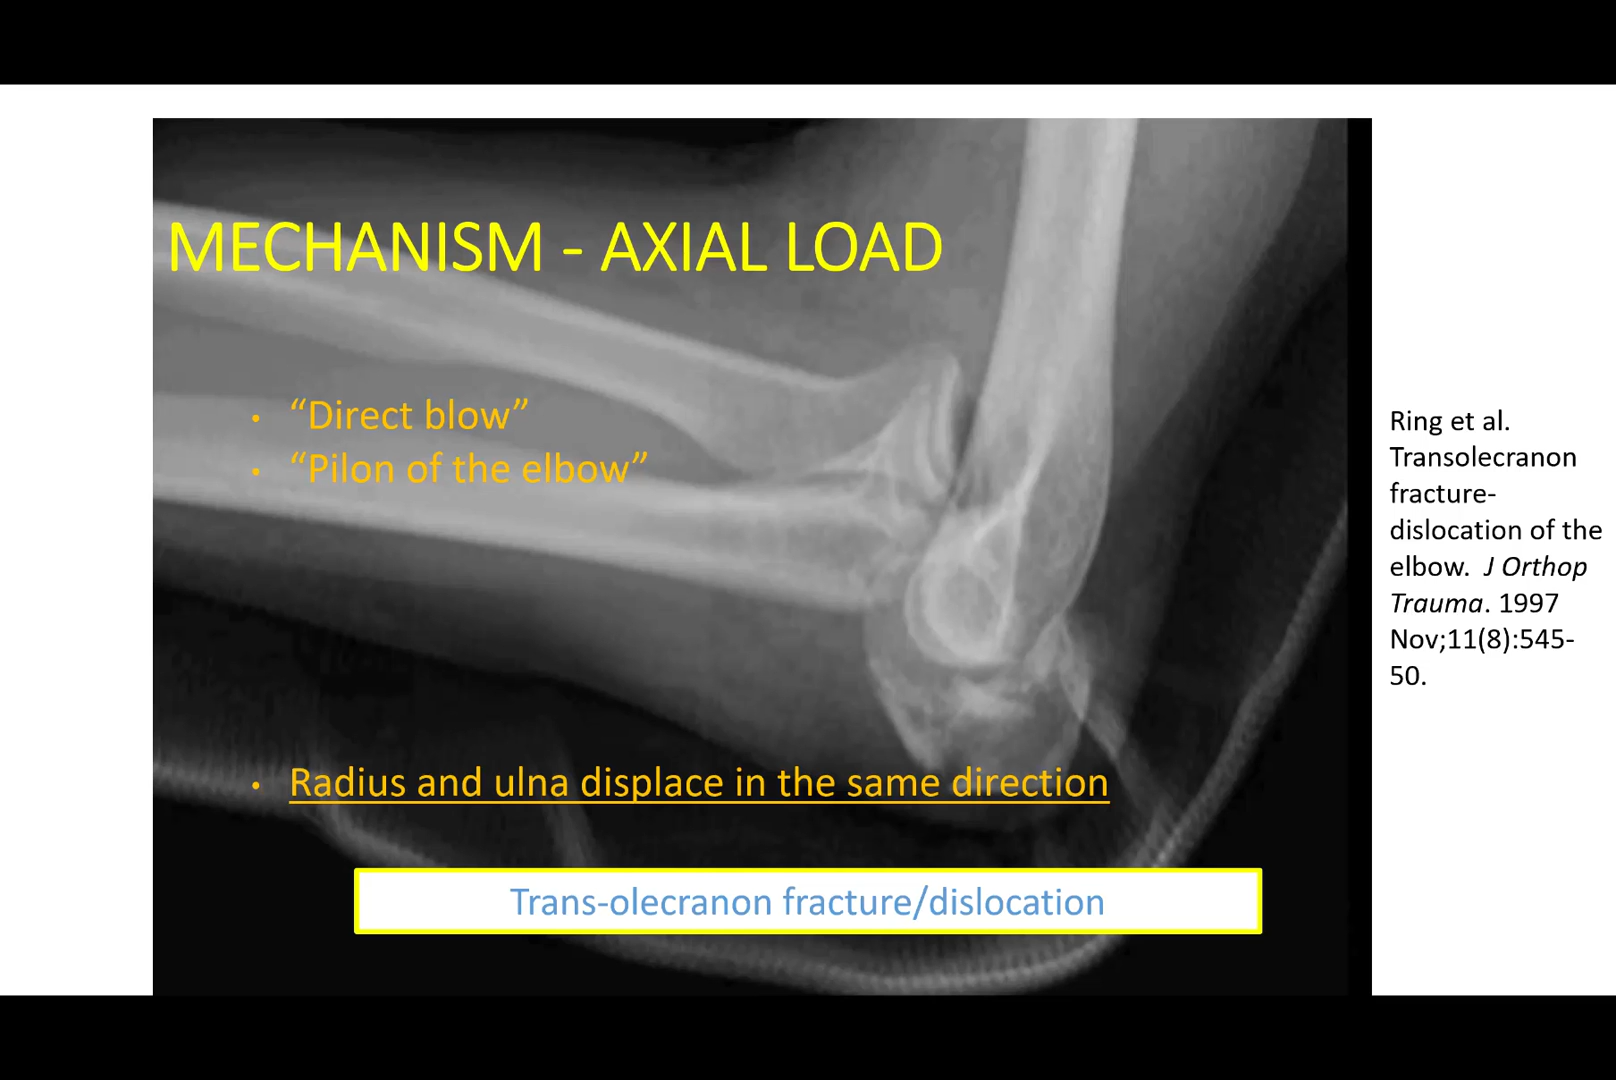 MECHANISM - AXIAL LOAD
• “Direct blow”
• “Pilon of the elbow”
• Radius and ulna displace in the same direction
Trans-olecranon fracture/dislocation
Ring et al.
Transolecranon
fracture-
dislocation of the
elbow. J Orthop
Trauma. 1997
Nov;11(8):545-
50.